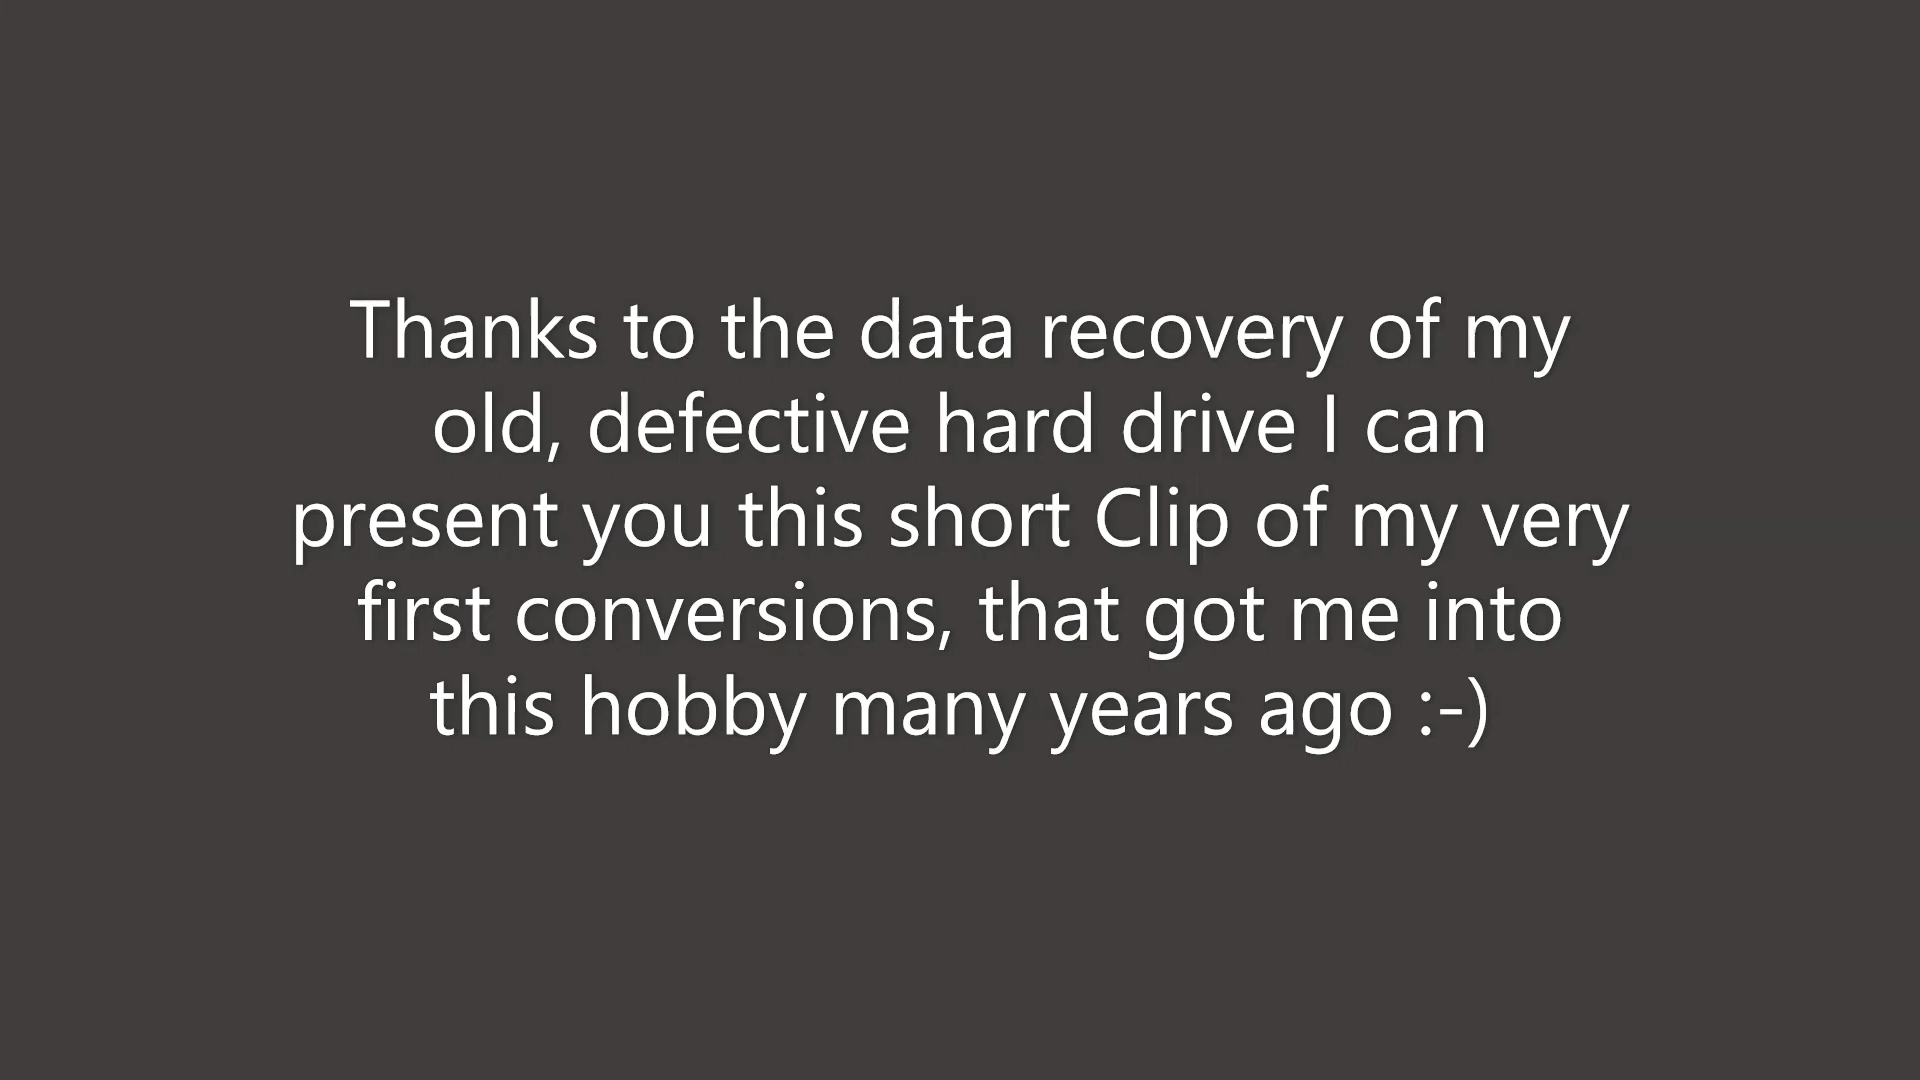 Thanks to the data recovery of my
old, defective hard drive I can
present you this short Clip of my very
first conversions, that got me into
this hobby many years ago :-)